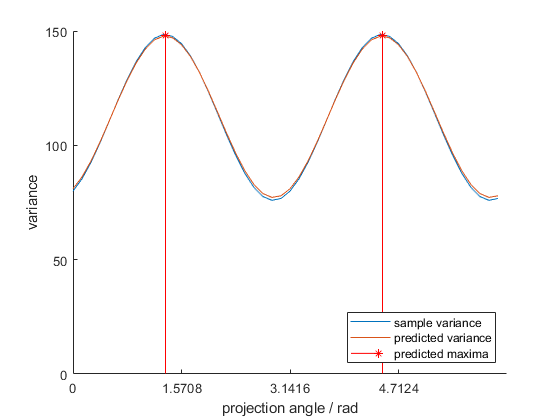 150
100
50
0
variance
0
1.5708
3.1416
4.7124
projection angle / rad
sample variance
predicted variance
predicted maxima